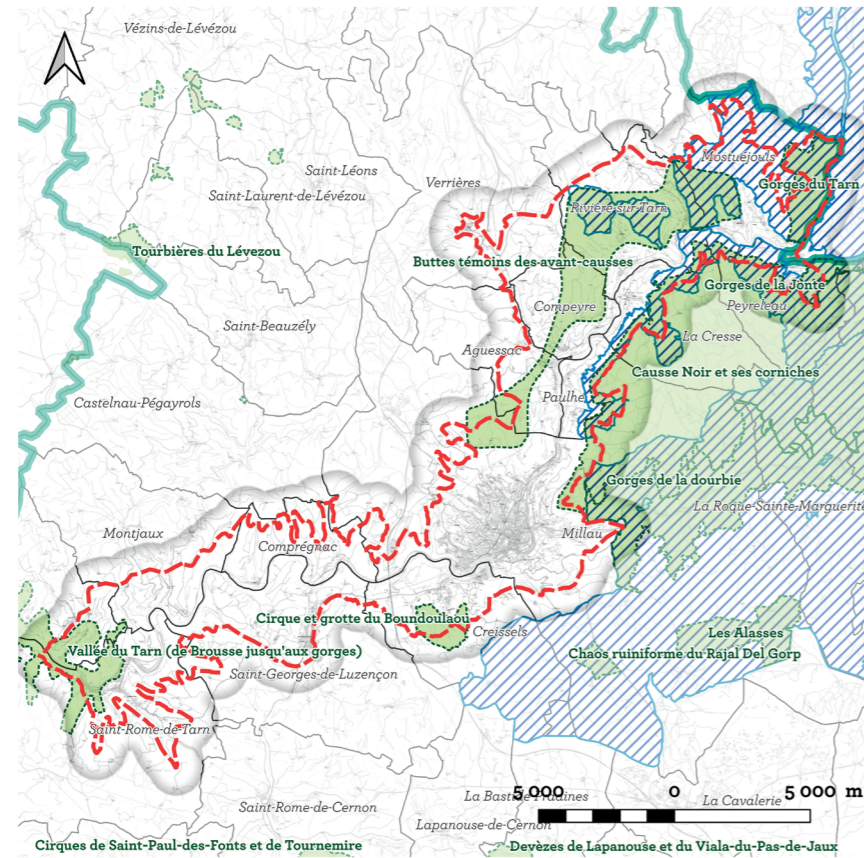 Vézins-de-Lévézou
Mostuéjouls
Saint-Léons
Verrières
Gorges du Tarn
Saint-Laurent-de-Lévézou
Rivière-sur-Tarn
Tourbières du Lévezou
Buttes témoins des avant-causses
Gorges de la Jonte
Compeyre
Peyreleau
Saint-Beauzély
La Cresse
Aguessac
Causse Noir et ses corniches
Paulhe
Castelnau-Pégayrols
Gorges de la dourbie
La Roque-Sainte-Marguerite
Montjaux
Millau
Comprégnac
Cirque et grotte du Boundoulaou
Creissels
Les Alasses
Vallée du Tarn (de Brousse jusqu'aux gorges)
Chaos ruiniforme du Rajal Del Gorp
Saint-Georges-de-Luzençon
Saint-Rome-de-Tarn
5 000 0 5 000 m
La Bastide-Pradines
La Cavalerie
Saint-Rome-de-Cernon
Lapanouse-de-Cernon
Cirques de Saint-Paul-des-Fonts et de Tournemire
Devèzes de Lapanouse et du Viala-du-Pas-de-Jaux